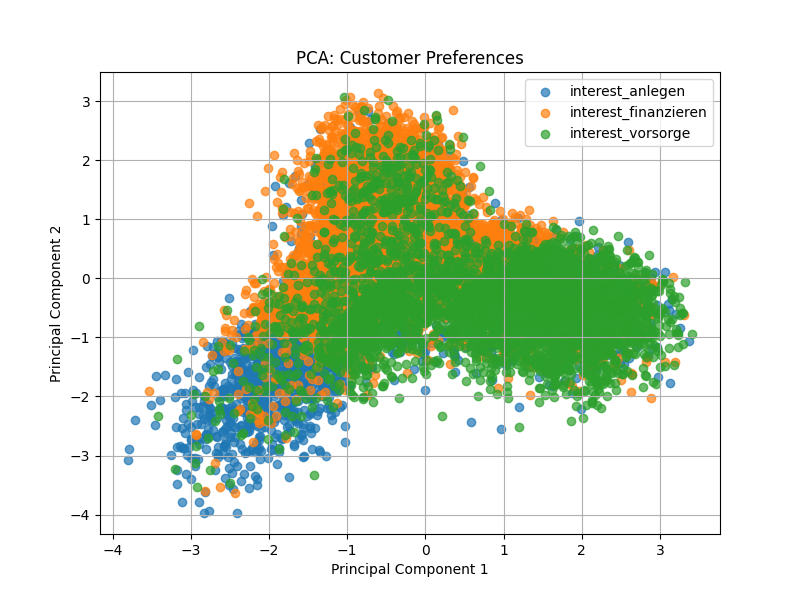 PCA: Customer Preferences
interest_anlegen
interest_finanzieren
interest_vorsorge
Principal Component 2
3
2
1
0
−1
−2
−3
−4
−4
−3
−2
−1
0
1
2
3
Principal Component 1